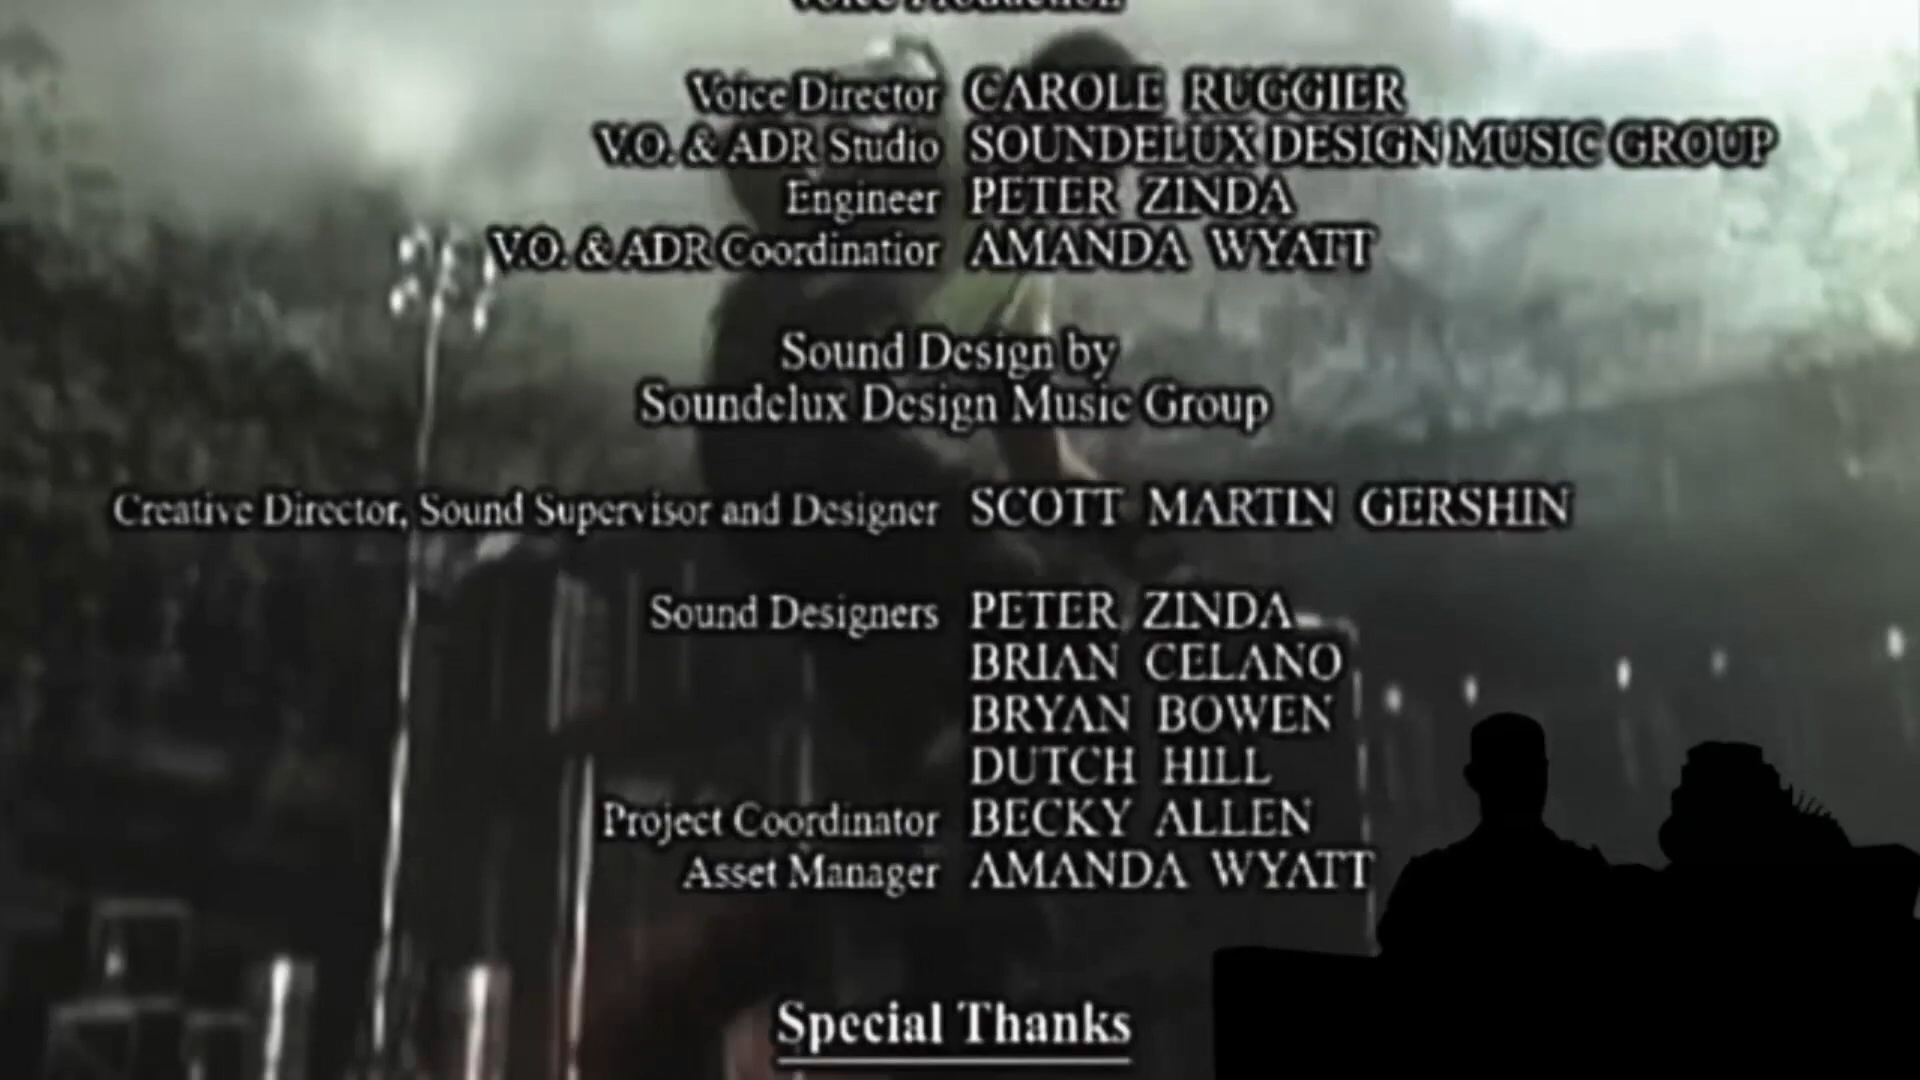 Voice Production
Voice Director CAROLE RUGGIER
V.O. & ADR Studio SOUNDELUX DESIGN MUSIC GROUP
Engineer PETER ZINDA
V.O. & ADR Coordinatior AMANDA WYATT
Sound Design by
Soundelux Design Music Group
Creative Director, Sound Supervisor and Designer SCOTT MARTIN GERSHIN
Sound Designers PETER ZINDA
BRIAN CELANO
BRYAN BOWEN
DUTCH HILL
Project Coordinator BECKY ALLEN
Asset Manager AMANDA WYATT
Special Thanks